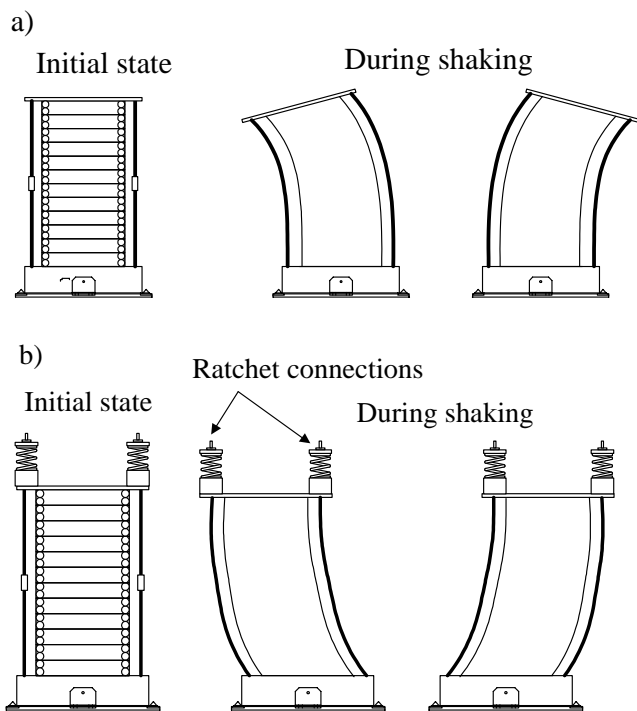 a)
Initial state
During shaking
b)
Ratchet connections
Initial state
During shaking